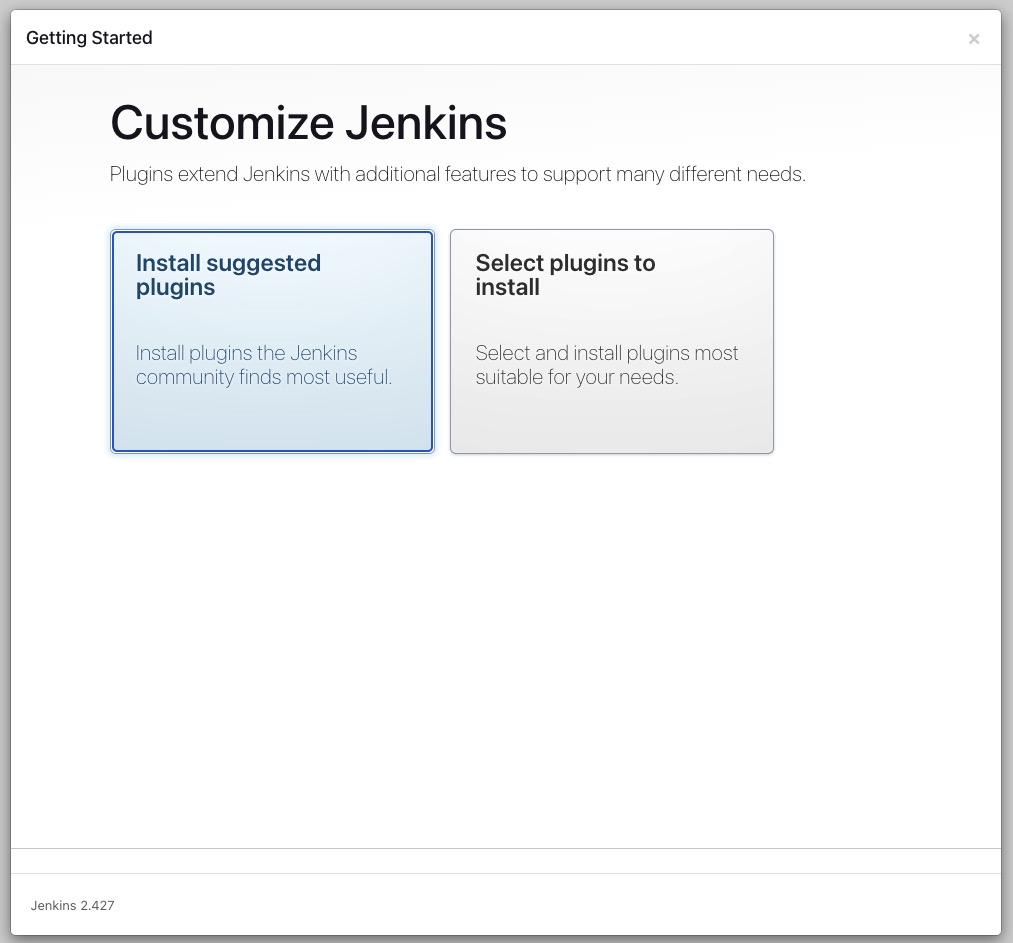 Getting Started
×
Customize Jenkins
Plugins extend Jenkins with additional features to support many different needs.
Install suggested
plugins
Install plugins the Jenkins
community finds most useful.
Select plugins to
install
Select and install plugins most
suitable for your needs.
Jenkins 2.427